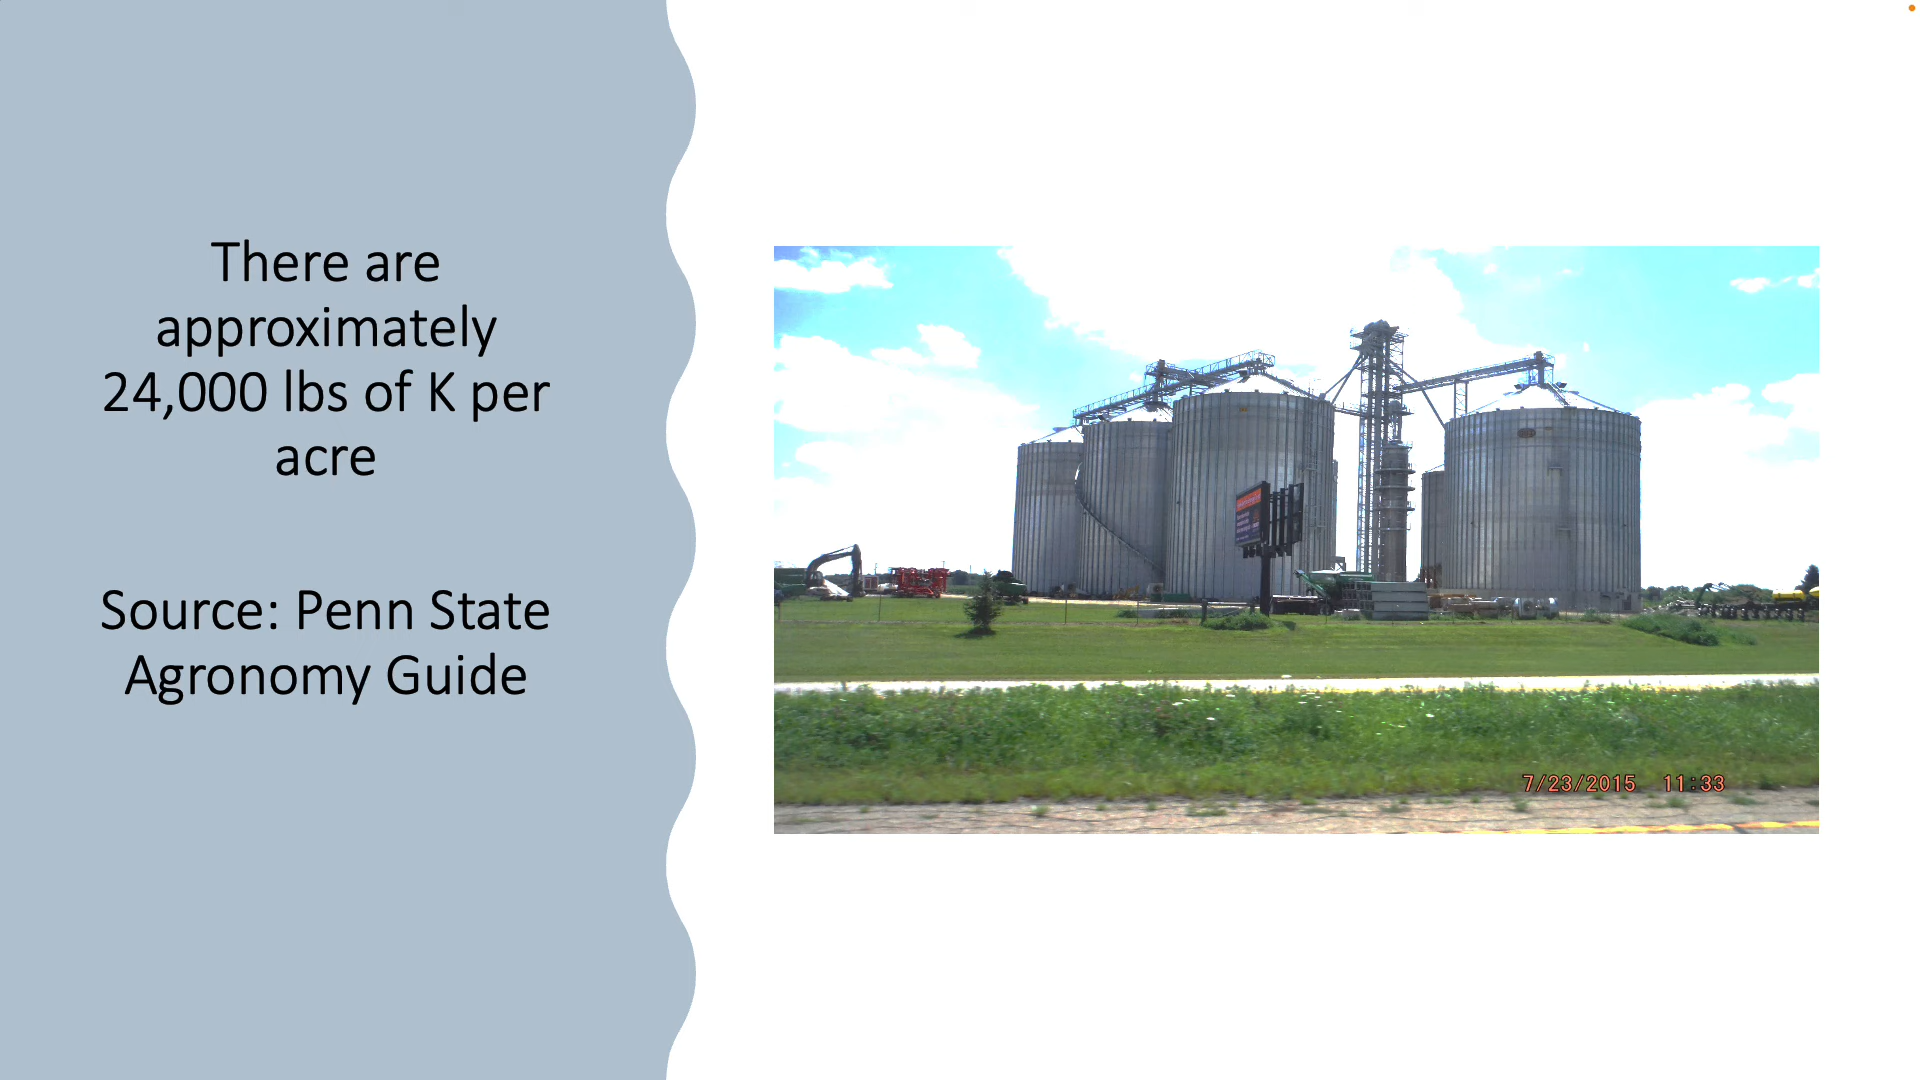 There are
approximately
24,000 lbs of K per
acre
Source: Penn State
Agronomy Guide
7/23/2015 11:33